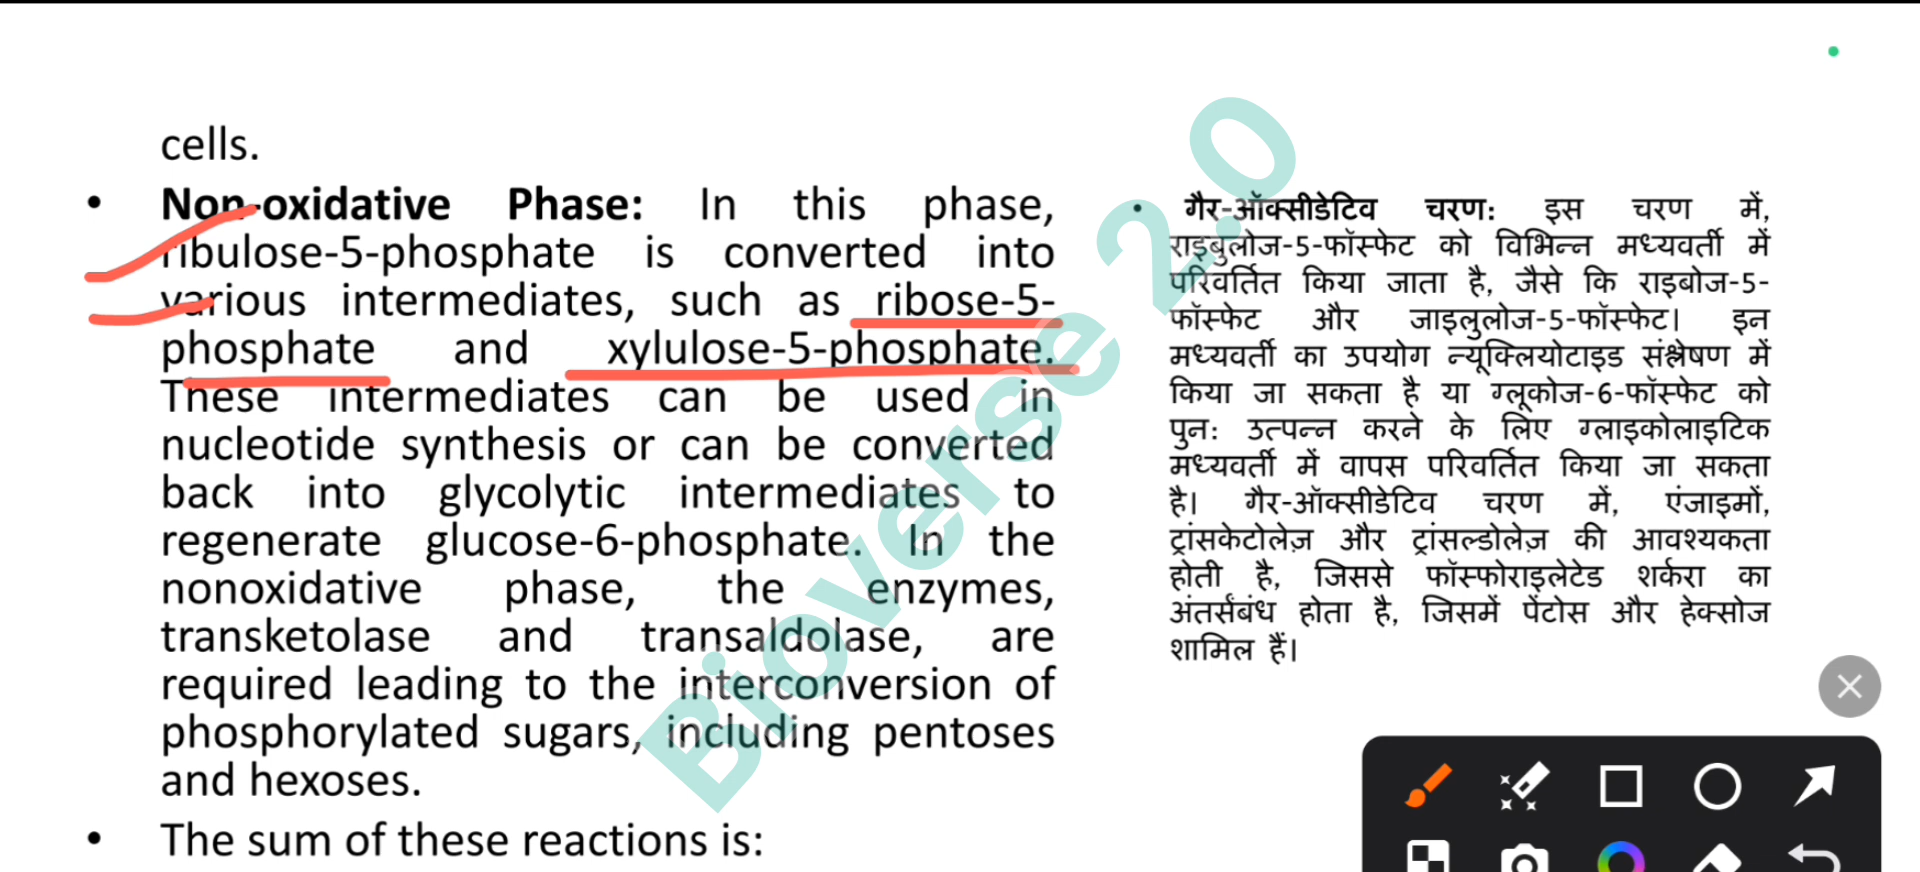 cells.
• Non-oxidative Phase: In this phase,
ribulose-5-phosphate is converted into
various intermediates, such as ribose-5-
phosphate and xylulose-5-phosphate.
These intermediates can be used in
nucleotide synthesis or can be converted
back into glycolytic intermediates to
regenerate glucose-6-phosphate. In the
nonoxidative phase, the enzymes,
transketolase and transaldolase, are
required leading to the interconversion of
phosphorylated sugars, including pentoses
and hexoses.
• The sum of these reactions is:
• गैर-ऑक्सीडेटिव चरण: इस चरण में,
राइबुलोज-5-फॉस्फेट को विभिन्न मध्यवर्ती में
परिवर्तित किया जाता है, जैसे कि राइबोज-5-
फॉस्फेट और जाइलुलोज-5-फॉस्फेट। इन
मध्यवर्ती का उपयोग न्यूक्लियोटाइड संश्लेषण में
किया जा सकता है या ग्लूकोज-6-फॉस्फेट को
पुनः उत्पन्न करने के लिए ग्लाइकोलाइटिक
मध्यवर्ती में वापस परिवर्तित किया जा सकता
है। गैर-ऑक्सीडेटिव चरण में, एंजाइमों,
ट्रांसकेटोलेज़ और ट्रांसल्डोलेज़ की आवश्यकता
होती है, जिससे फॉस्फोराइलेटेड शर्करा का
अंतर्संबंध होता है, जिसमें पेंटोस और हेक्सोज
शामिल हैं।
Bioverse 2.0